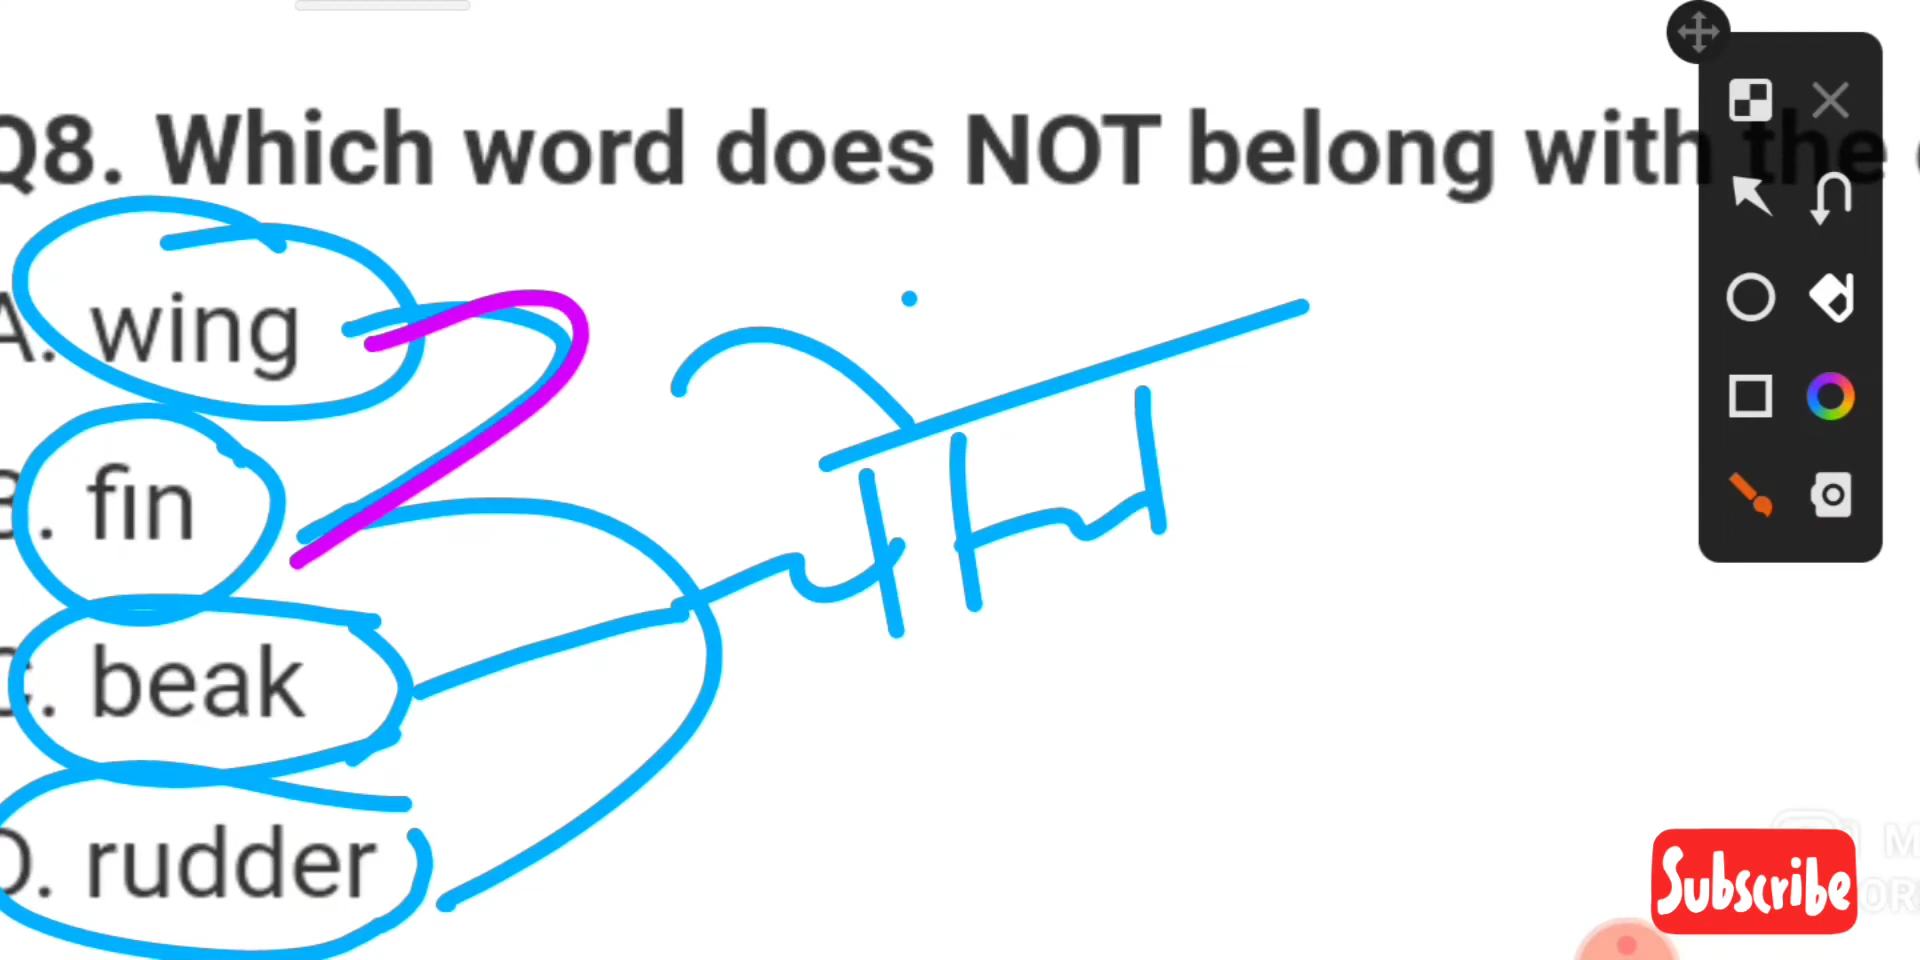 Q8. Which word does NOT belong with the
A. wing
B. fin
C. beak
D. rudder
Subscribe